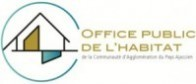 OFFICE PUBLIC
DE L'HABITAT
de la Communauté d'Agglomération du Pays Ajaccien